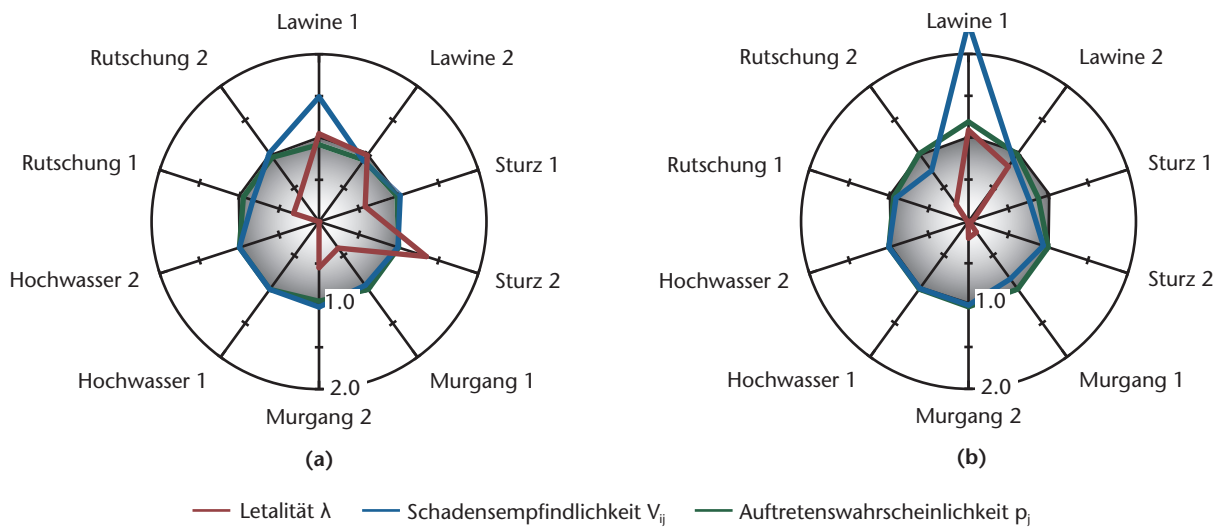 Lawine 1
Rutschung 2
Lawine 2
Rutschung 1
Sturz 1
Hochwasser 2
Sturz 2
1.0
Hochwasser 1
Murgang 1
2.0
Murgang 2
(a)
Lawine 1
Rutschung 2
Lawine 2
Rutschung 1
Sturz 1
Hochwasser 2
Sturz 2
1.0
Hochwasser 1
Murgang 1
2.0
Murgang 2
(b)
Letalität λ
Schadensempfindlichkeit Vij
Auftretenswahrscheinlichkeit pj